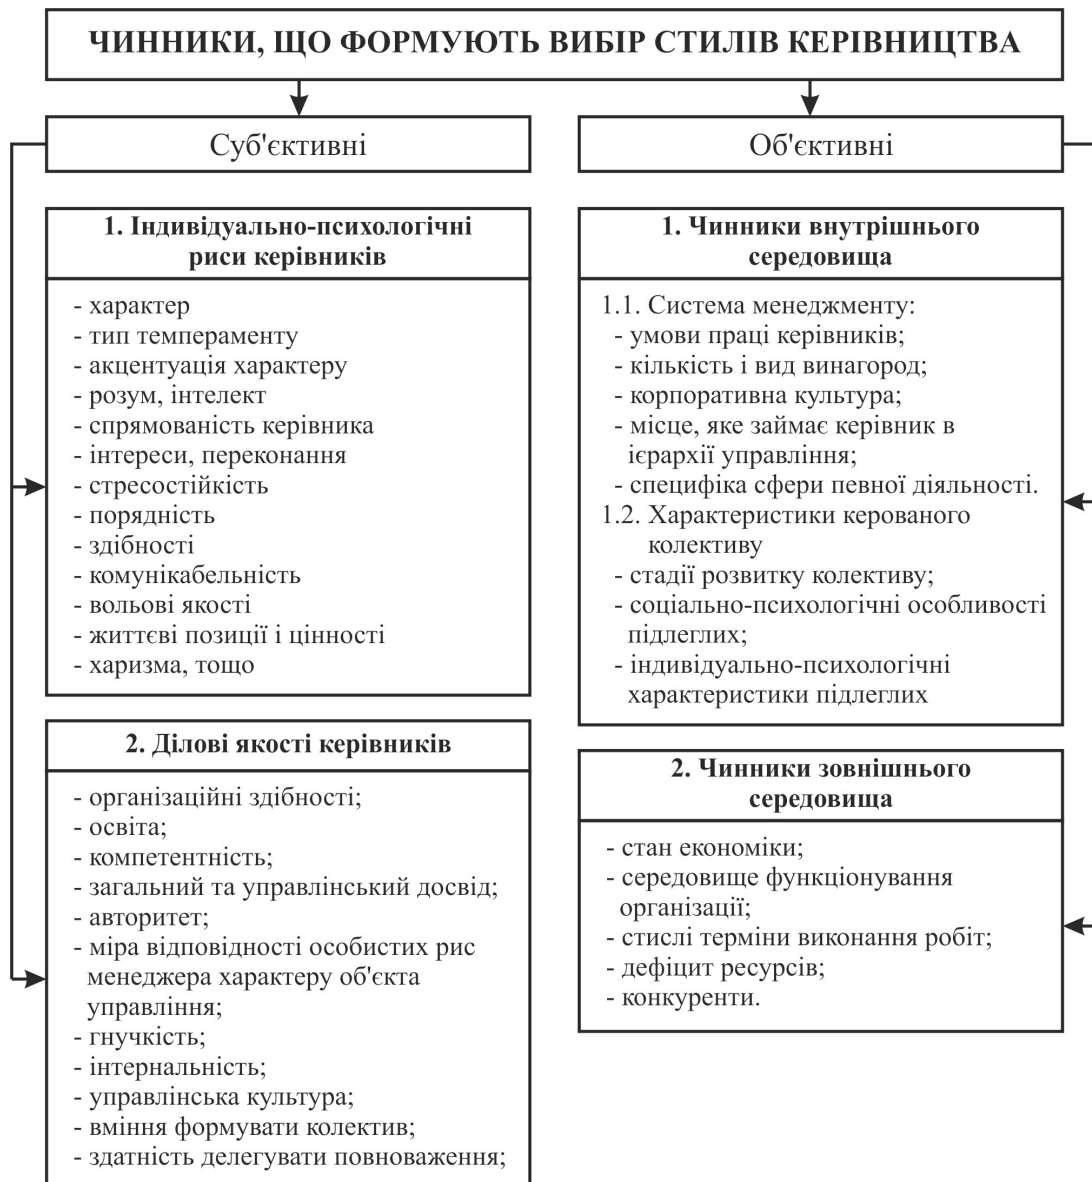 ЧИННИКИ, ЩО ФОРМУЮТЬ ВИБІР СТИЛІВ КЕРІВНИЦТВА
Суб'єктивні
1. Індивідуально-психологічні
риси керівників
- характер
- тип темпераменту
- акцентуація характеру
- розум, інтелект
- спрямованість керівника
- інтереси, переконання
- стресостійкість
- порядність
- здібності
- комунікабельність
- вольові якості
- життєві позиції і цінності
- харизма, тощо
2. Ділові якості керівників
- організаційні здібності;
- освіта;
- компетентність;
- загальний та управлінський досвід;
- авторитет;
- міра відповідності особистих рис
менеджера характеру об'єкта
управління;
- гнучкість;
- інтернальність;
- управлінська культура;
- вміння формувати колектив;
- здатність делегувати повноваження;
Об'єктивні
1. Чинники внутрішнього
середовища
1.1. Система менеджменту:
- умови праці керівників;
- кількість і вид винагород;
- корпоративна культура;
- місце, яке займає керівник в
ієрархії управління;
- специфіка сфери певної діяльності.
1.2. Характеристики керованого
колективу
- стадії розвитку колективу;
- соціально-психологічні особливості
підлеглих;
- індивідуально-психологічні
характеристики підлеглих
2. Чинники зовнішнього
середовища
- стан економіки;
- середовище функціонування
організації;
- стислі терміни виконання робіт;
- дефіцит ресурсів;
- конкуренти.